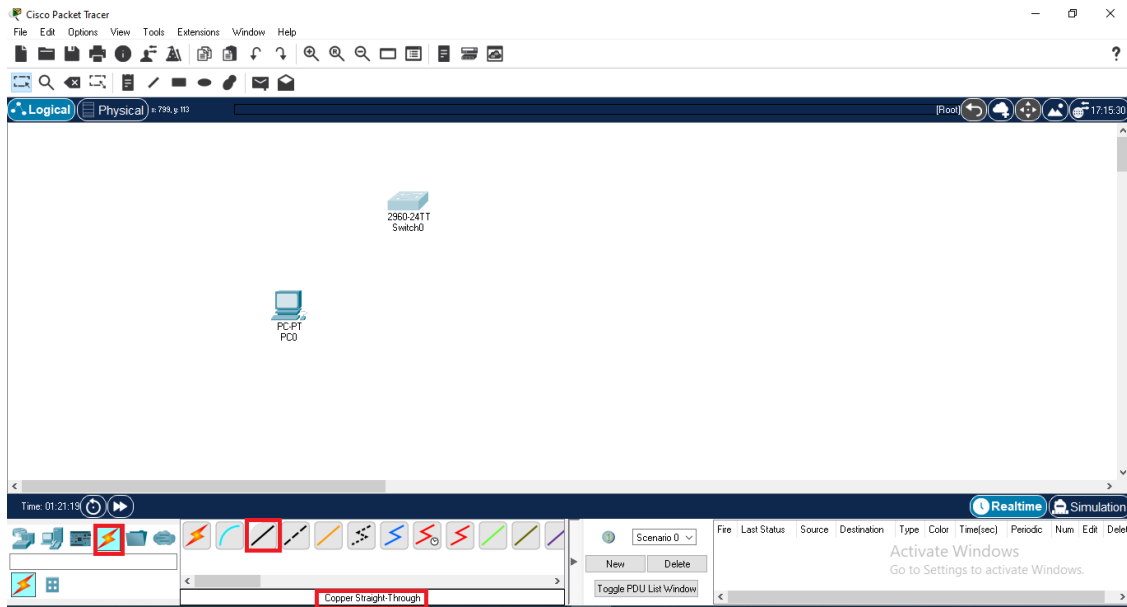 Cisco Packet Tracer
File Edit Options View Tools Extensions Window Help
?
Logical Physical x: 799, y: 113 [Root] 17:15:30
2960-24TT
Switch0
PC-PT
PC0
Time: 01:21:19 Realtime Simulation
Scenario 0 Fire Last Status Source Destination Type Color Time(sec) Periodic Num Edit Delet
New Delete
Activate Windows
Go to Settings to activate Windows.
Toggle PDU List Window
Copper Straight-Through